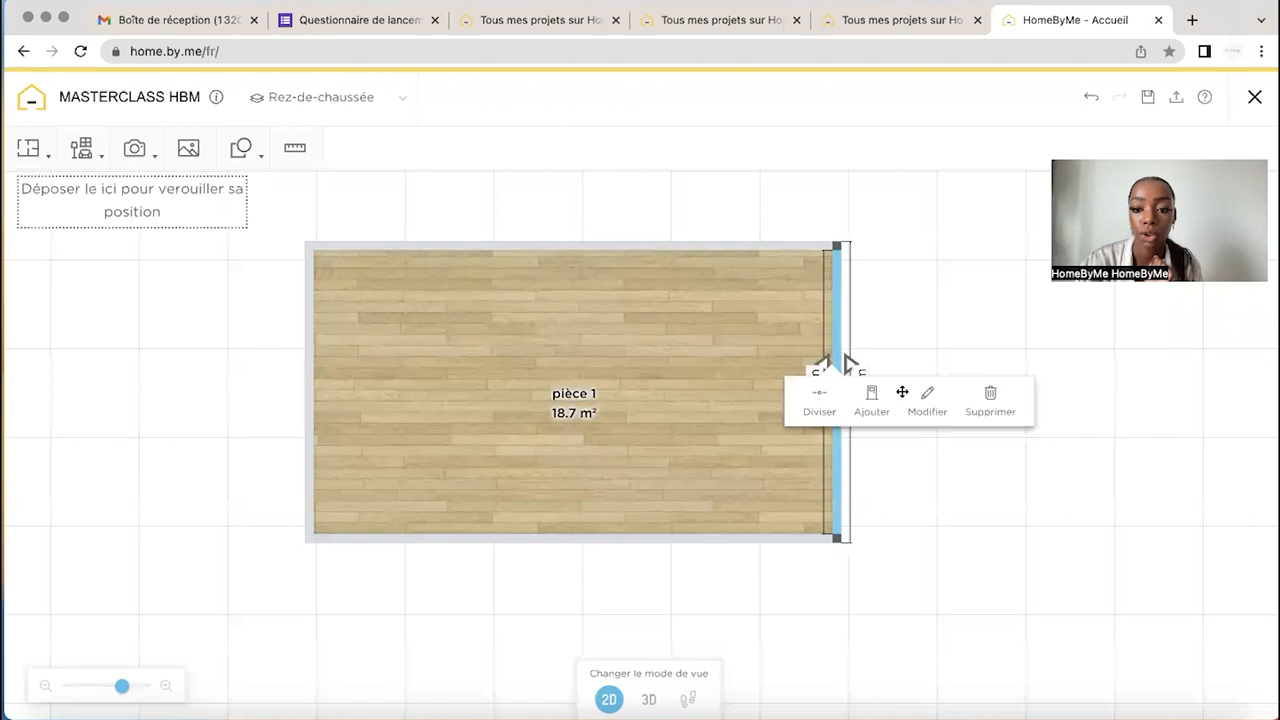 Boîte de réception (1320
Questionnaire de lancem
Tous mes projets sur Ho
Tous mes projets sur Ho
Tous mes projets sur Ho
HomeByMe - Accueil
home.by.me/fr/
MASTERCLASS HBM
Rez-de-chaussée
Déposer le ici pour verouiller sa
position
HomeByMe HomeByMe
pièce 1
18.7 m²
Diviser
Ajouter
Modifier
Supprimer
Changer le mode de vue
2D
3D